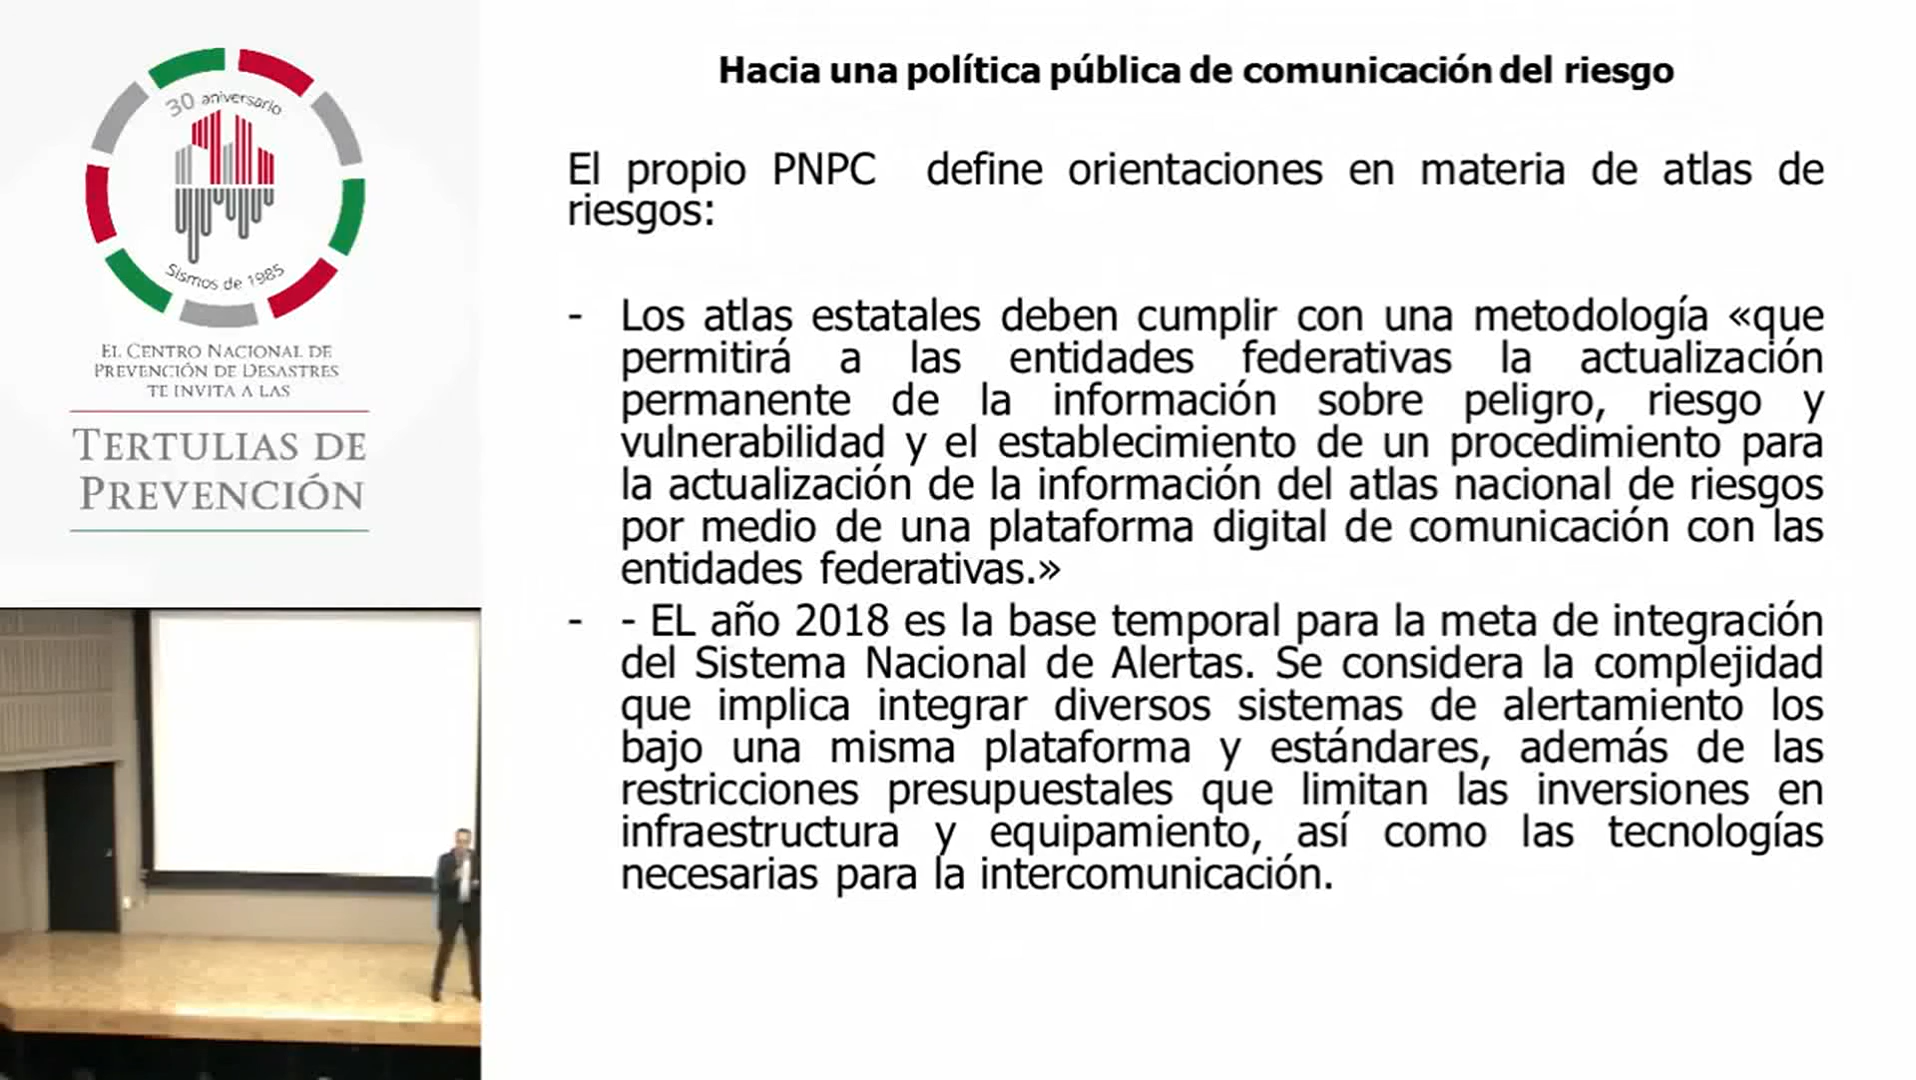 30 aniversario
Sismos de 1985
EL CENTRO NACIONAL DE
PREVENCIÓN DE DESASTRES
TE INVITA A LAS
TERTULIAS DE
PREVENCIÓN
Hacia una política pública de comunicación del riesgo
El propio PNPC define orientaciones en materia de atlas de
riesgos:
- Los atlas estatales deben cumplir con una metodología «que
permitirá a las entidades federativas la actualización
permanente de la información sobre peligro, riesgo y
vulnerabilidad y el establecimiento de un procedimiento para
la actualización de la información del atlas nacional de riesgos
por medio de una plataforma digital de comunicación con las
entidades federativas.»
- - EL año 2018 es la base temporal para la meta de integración
del Sistema Nacional de Alertas. Se considera la complejidad
que implica integrar diversos sistemas de alertamiento los
bajo una misma plataforma y estándares, además de las
restricciones presupuestales que limitan las inversiones en
infraestructura y equipamiento, así como las tecnologías
necesarias para la intercomunicación.